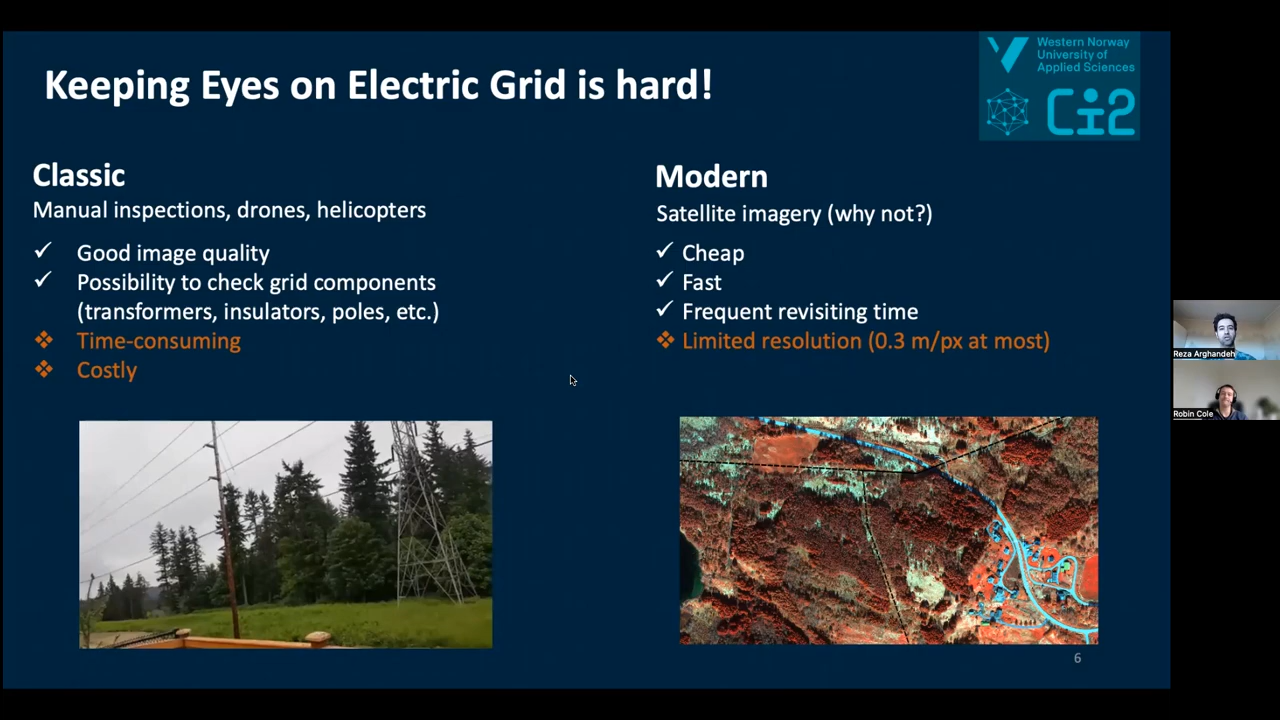 Keeping Eyes on Electric Grid is hard!
Western Norway
University of
Applied Sciences
Ci2
Classic
Manual inspections, drones, helicopters
✓ Good image quality
✓ Possibility to check grid components
(transformers, insulators, poles, etc.)
❖ Time-consuming
❖ Costly
Modern
Satellite imagery (why not?)
✓ Cheap
✓ Fast
✓ Frequent revisiting time
❖ Limited resolution (0.3 m/px at most)
6
Reza Arghandeh
Robin Cole